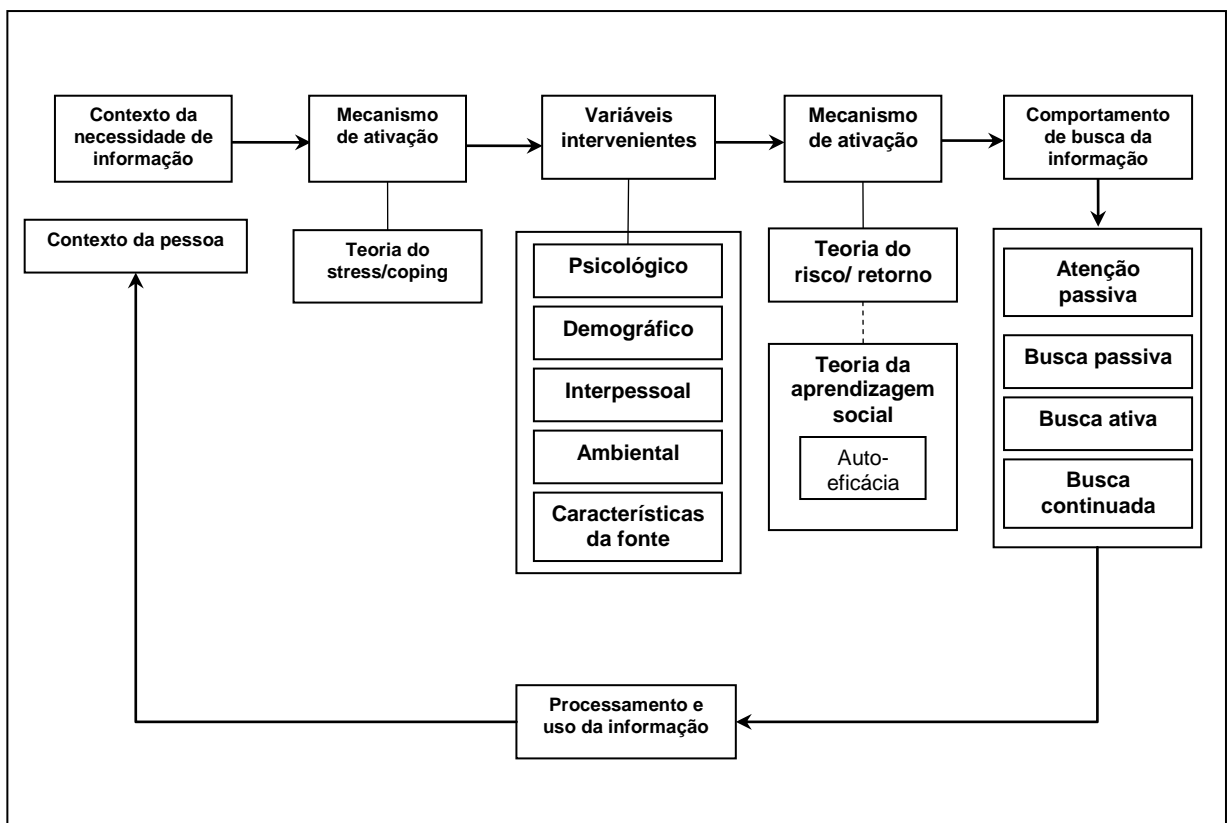 Contexto da
necessidade de
informação
Mecanismo
de ativação
Variáveis
intervenientes
Mecanismo
de ativação
Comportamento
de busca da
informação
Contexto da pessoa
Teoria do
stress/coping
Psicológico
Demográfico
Interpessoal
Ambiental
Características
da fonte
Teoria do
risco/ retorno
Teoria da
aprendizagem
social
Auto-
eficácia
Atenção
passiva
Busca passiva
Busca ativa
Busca
continuada
Processamento e
uso da informação